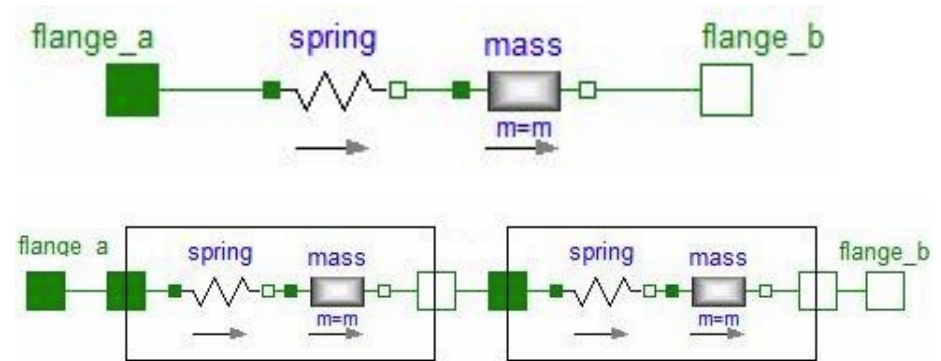 flange_a spring mass flange_b
m=m
flange_a spring mass spring mass flange_b
m=m m=m